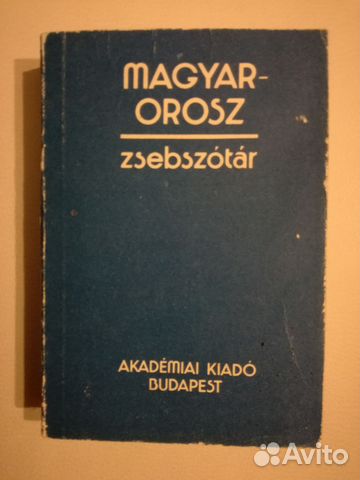 MAGYAR-
OROSZ
zsebszótár
AKADÉMIAI KIADÓ
BUDAPEST
Avito